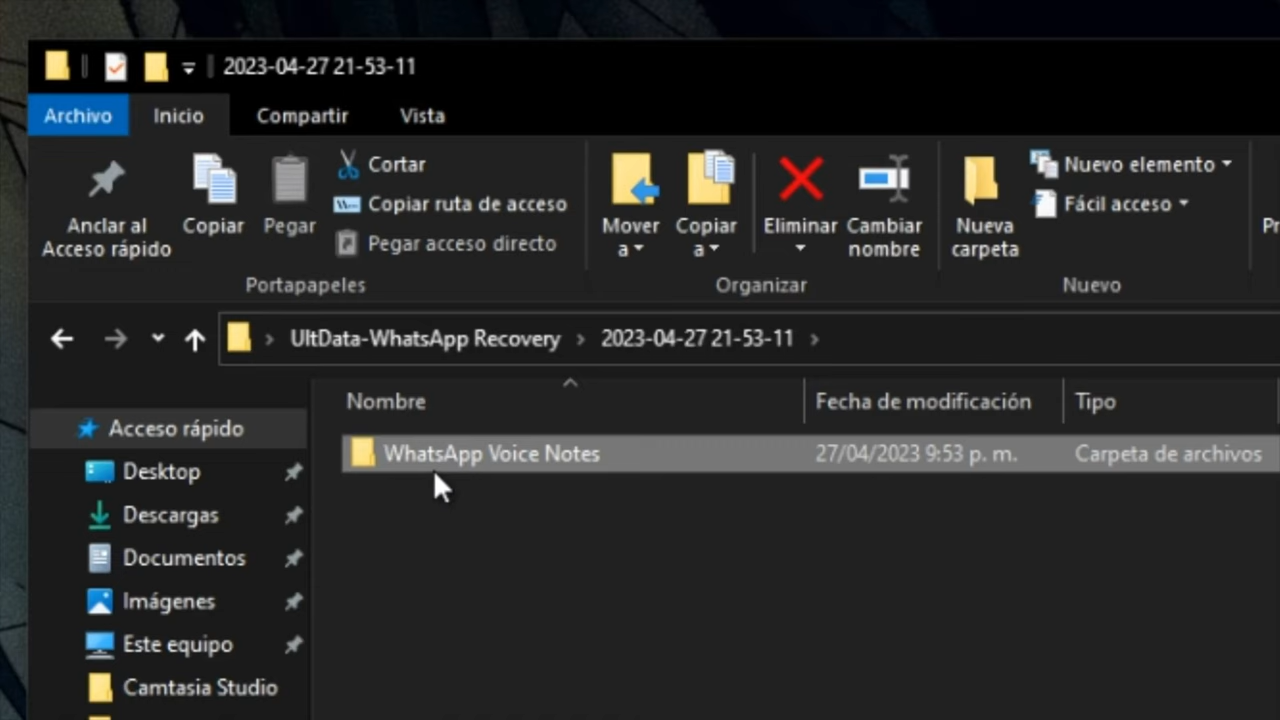 2023-04-27 21-53-11
Archivo Inicio Compartir Vista
Anclar al
Acceso rápido
Copiar
Pegar
Cortar
Copiar ruta de acceso
Pegar acceso directo
Portapapeles
Mover
a
Copiar
a
Eliminar
Cambiar
nombre
Organizar
Nueva
carpeta
Nuevo elemento
Fácil acceso
Nuevo
UltData-WhatsApp Recovery > 2023-04-27 21-53-11 >
Nombre Fecha de modificación Tipo
WhatsApp Voice Notes 27/04/2023 9:53 p. m. Carpeta de archivos
Acceso rápido
Desktop
Descargas
Documentos
Imágenes
Este equipo
Camtasia Studio